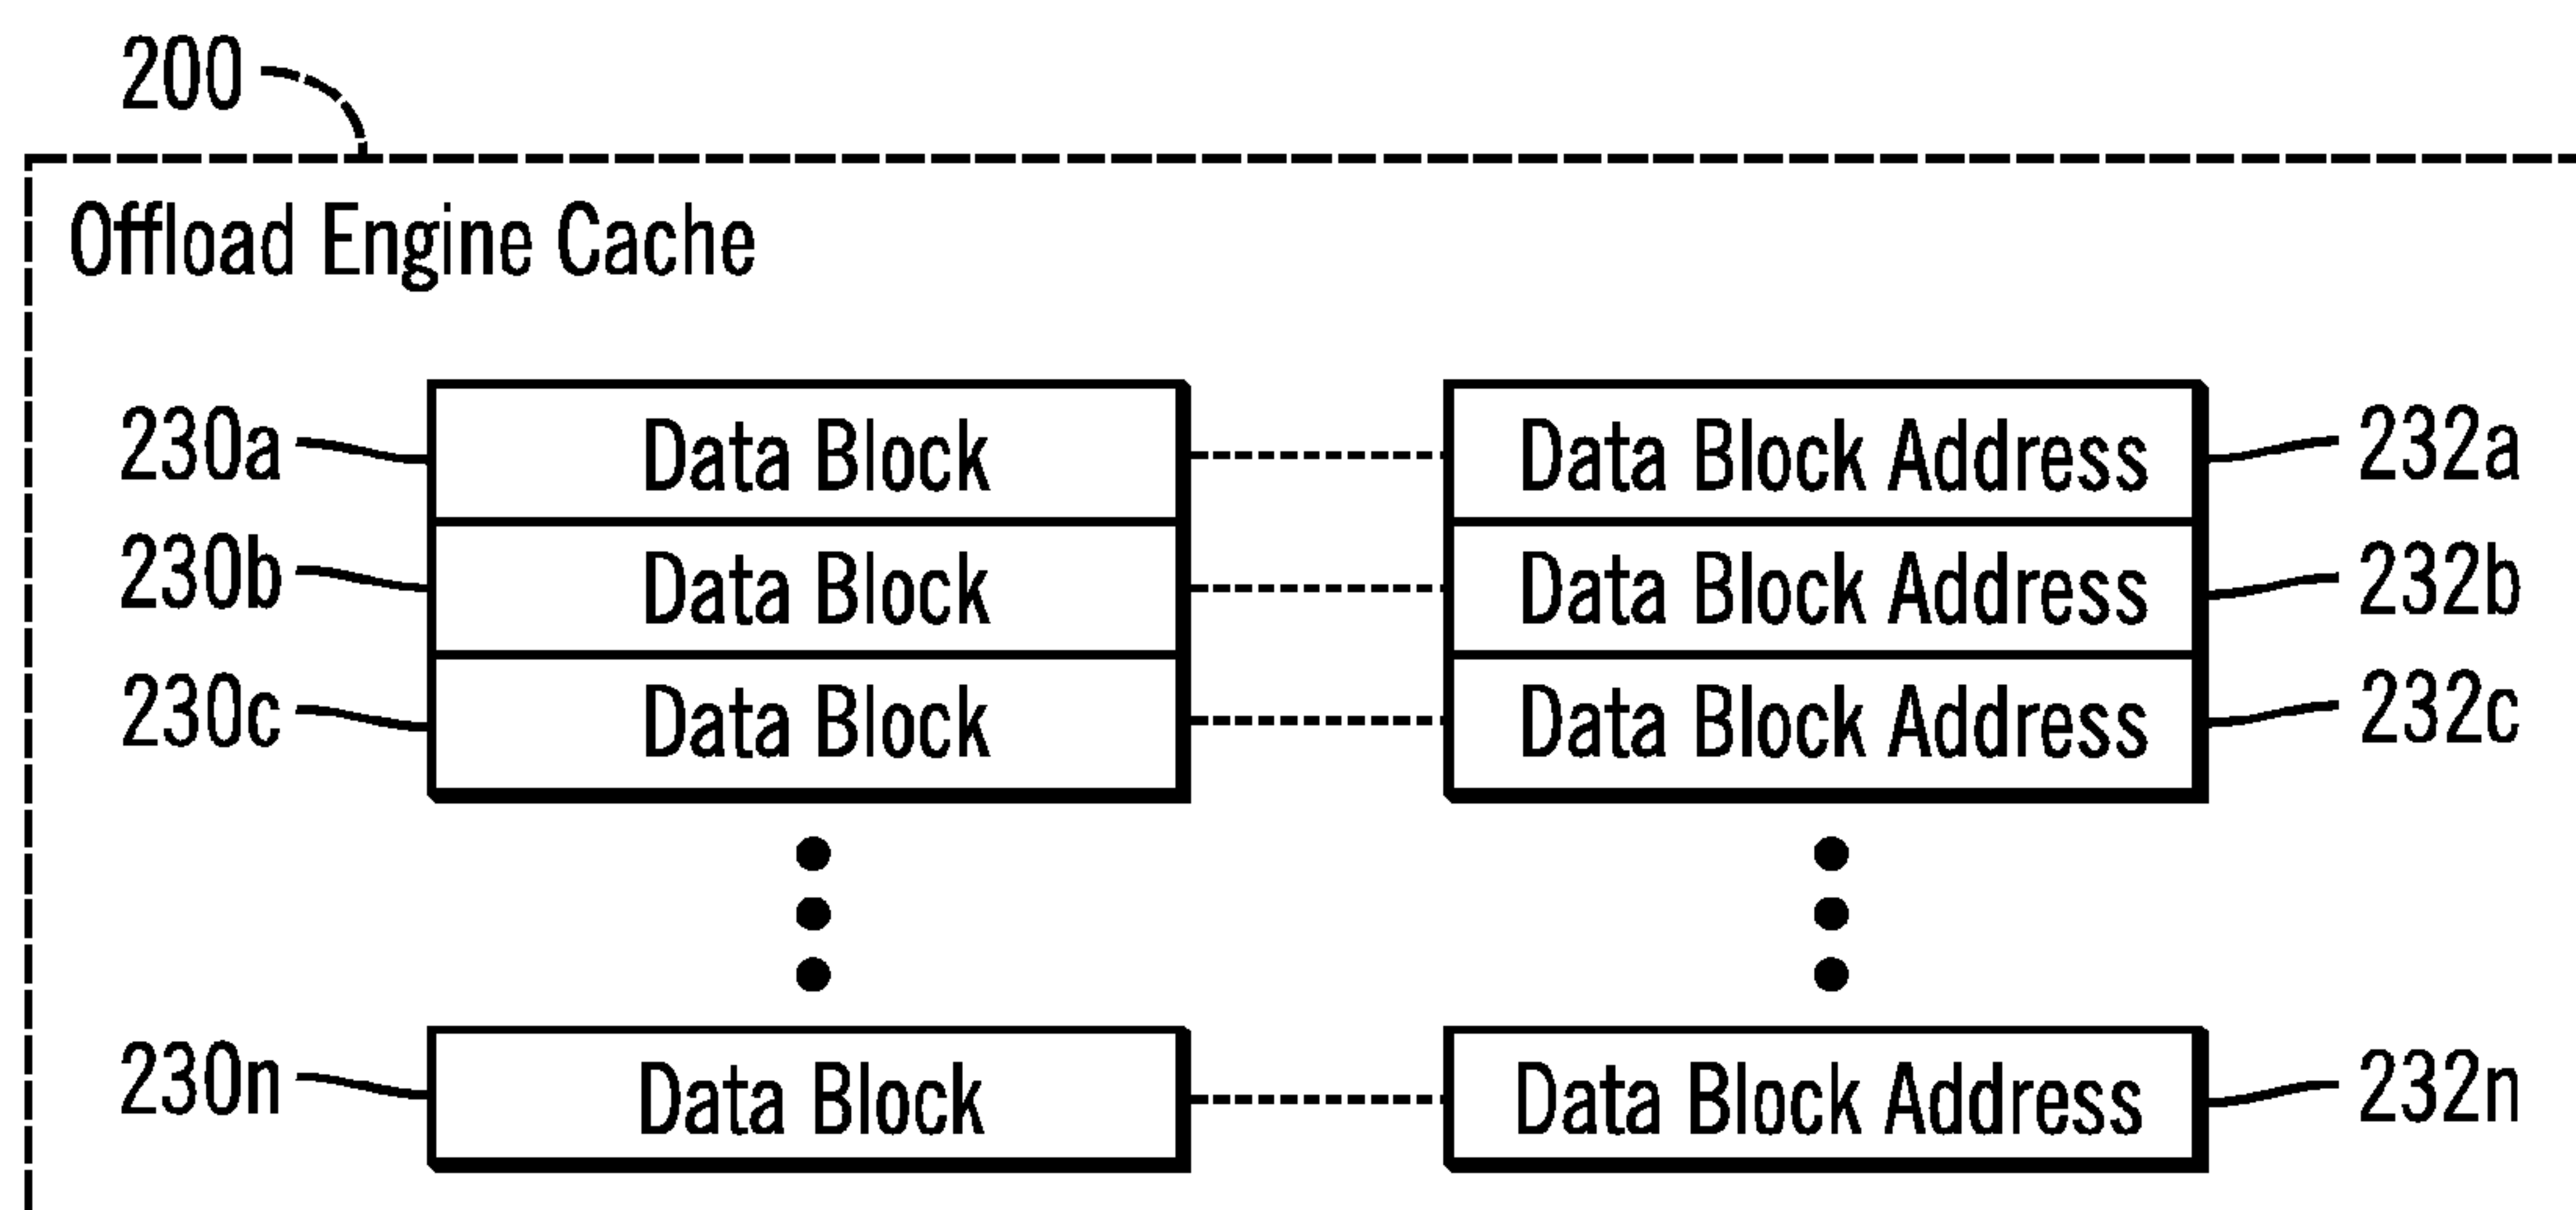 200
Offload Engine Cache
230a Data Block Data Block Address 232a
230b Data Block Data Block Address 232b
230c Data Block Data Block Address 232c
230n Data Block Data Block Address 232n